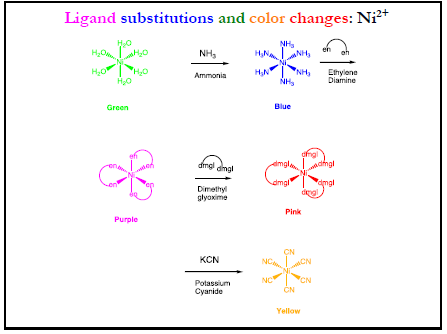 Ligand substitutions and color changes: Ni2+
H2O
H2O H2O
Ni
H2O H2O
H2O
Green
NH3
Ammonia
NH3
H3N NH3
Ni
H3N NH3
NH3
Blue
en en
Ethylene
Diamine
en
en en
Ni
en en
en
Purple
dmgl dmgl
Dimethyl
glyoxime
dmgl
dmgl dmgl
Ni
dmgl dmgl
dmgl
Pink
KCN
Potassium
Cyanide
CN
NC CN
Ni
NC CN
CN
Yellow